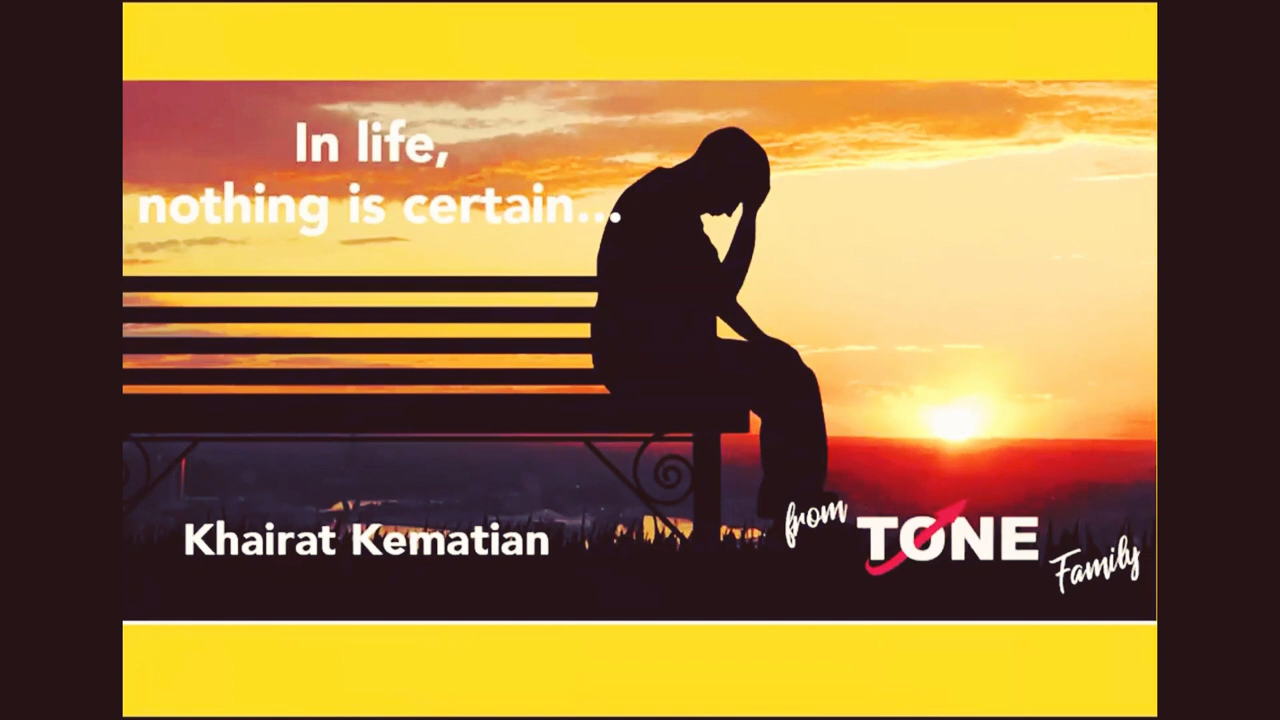 In life,
nothing is certain...
Khairat Kematian
from
TONE
Family